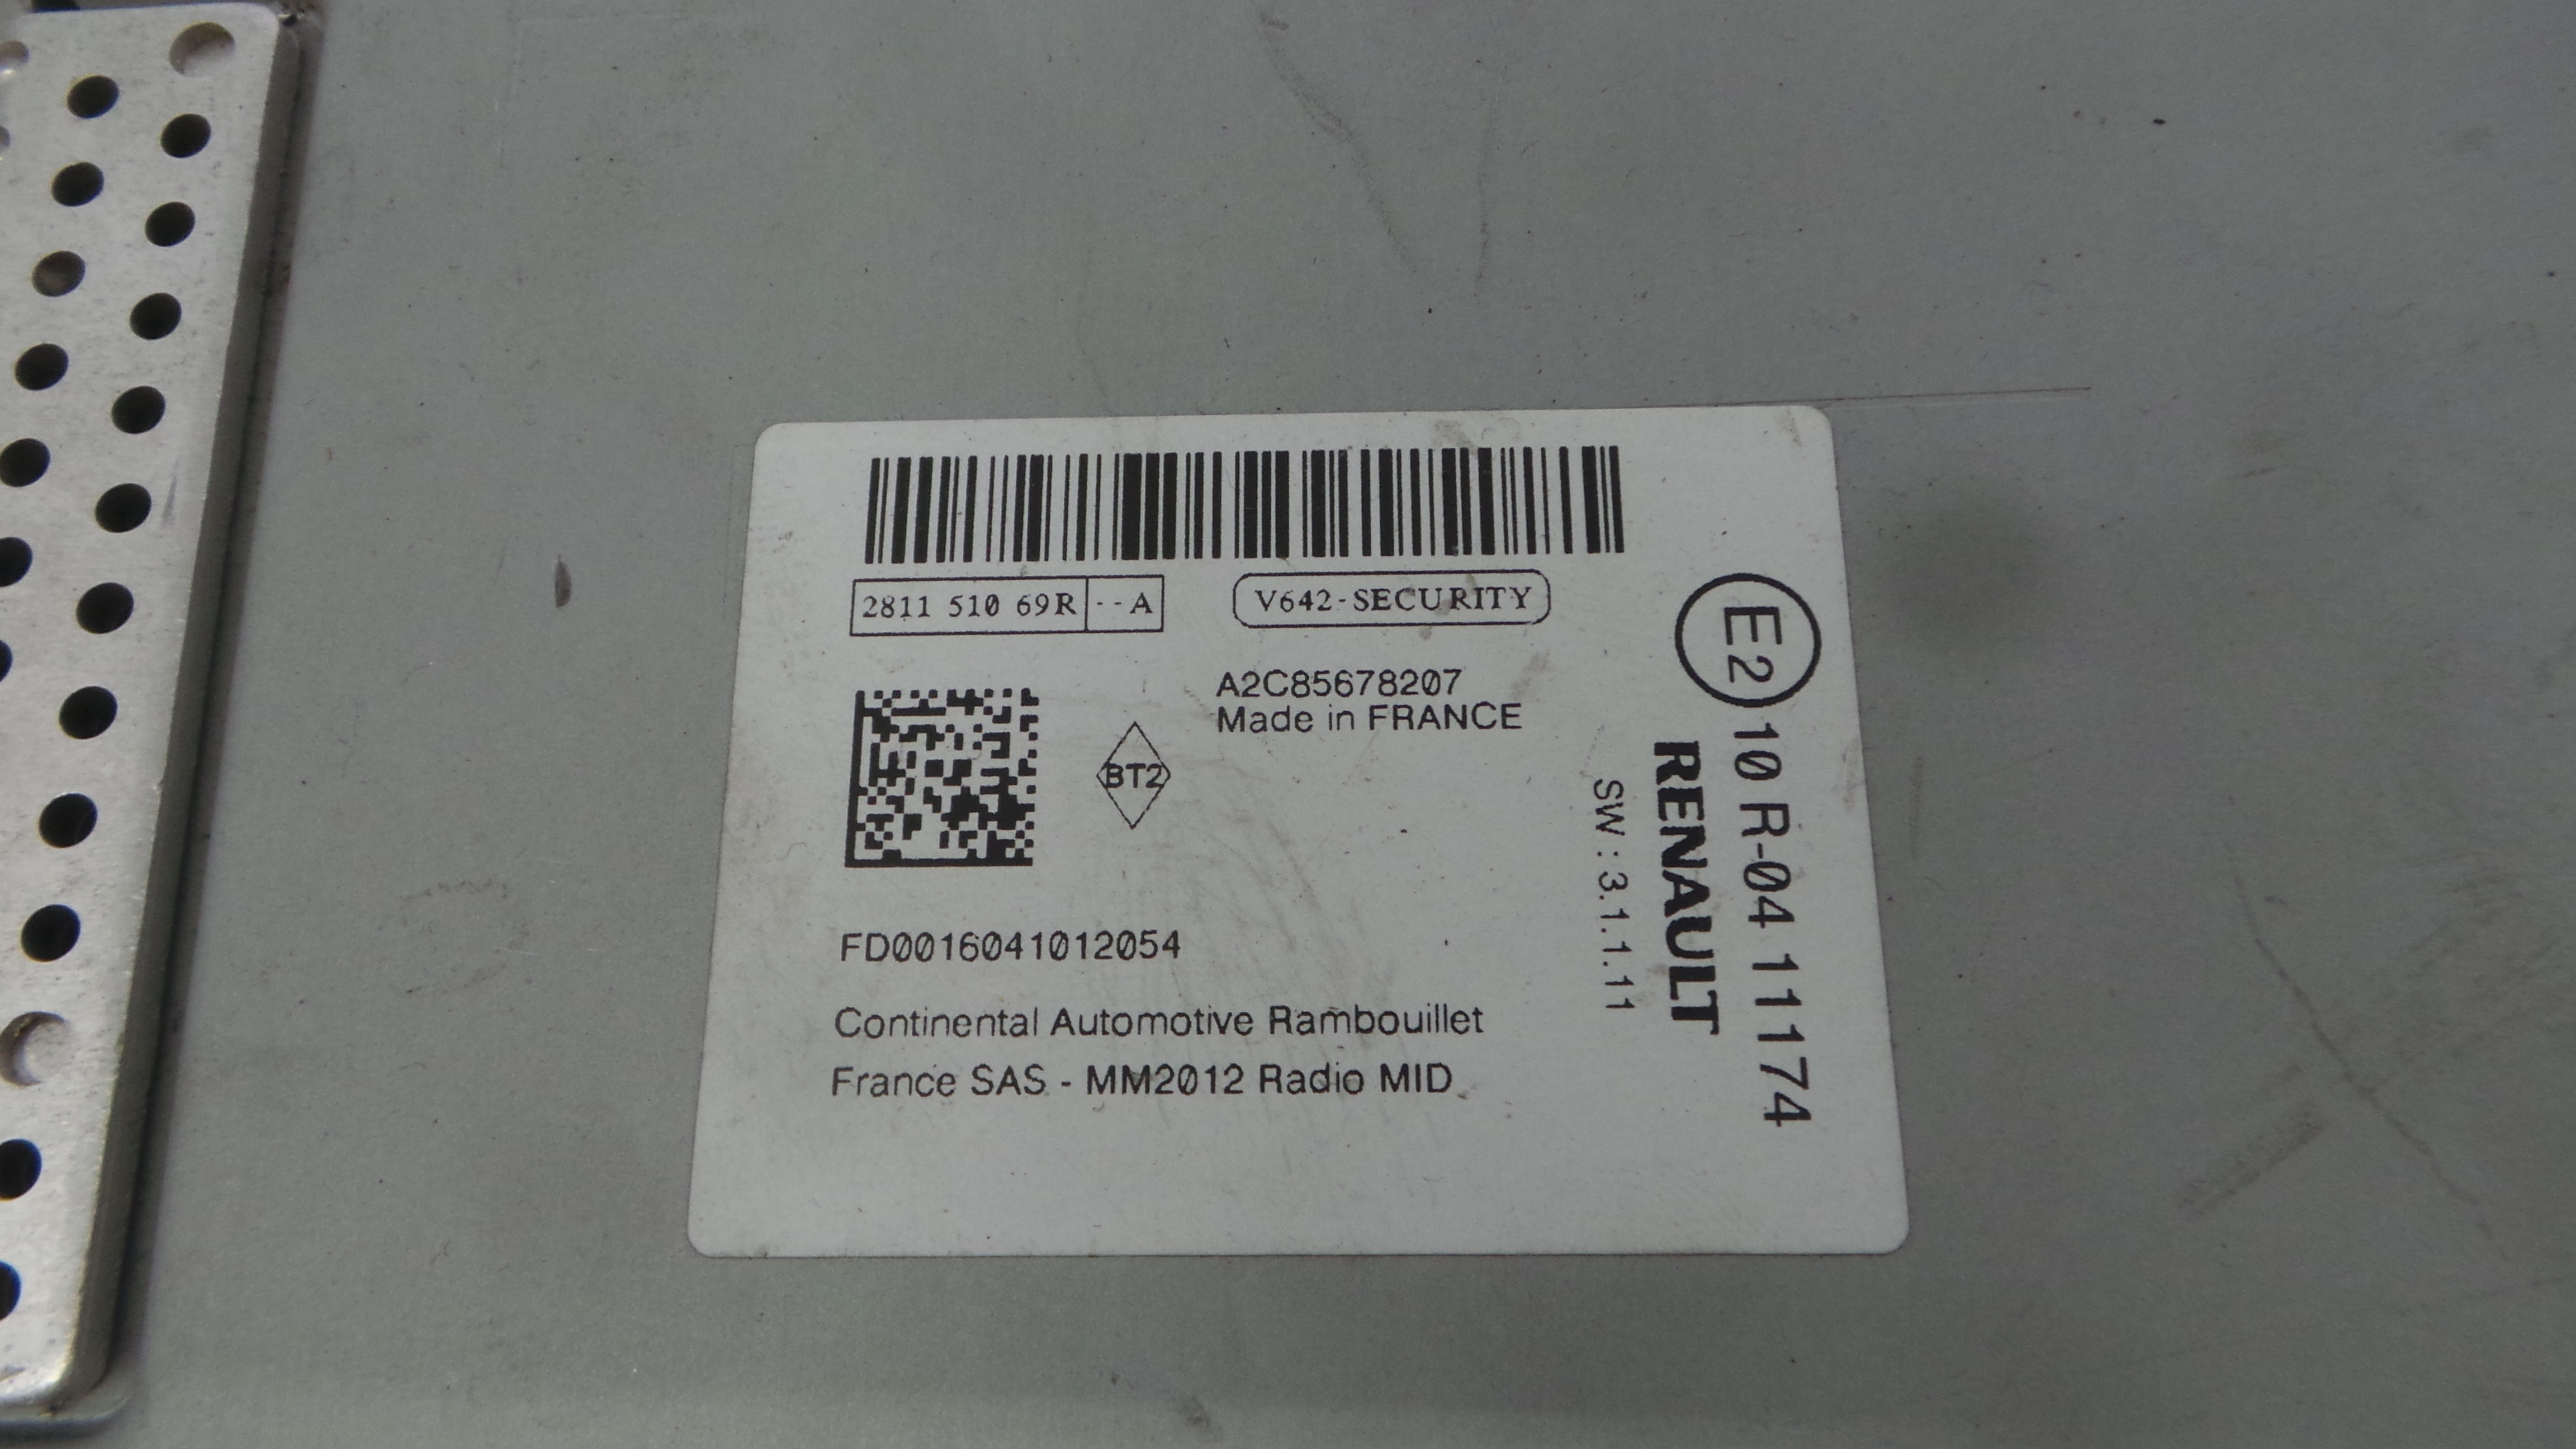 2811 510 69R --A
V642-SECURITY
A2C85678207
Made in FRANCE
BT2
FD0016041012054
Continental Automotive Rambouillet
France SAS - MM2012 Radio MID
E2 10 R-04 11174
RENAULT
SW : 3.1.1.11